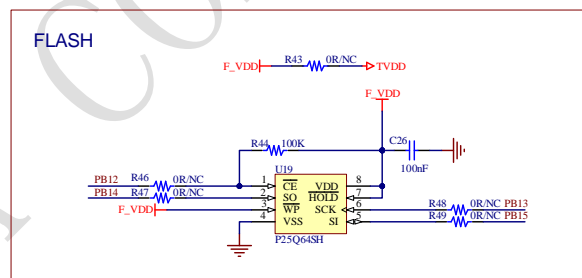 FLASH
F_VDD R43 0R/NC TVDD
F_VDD
R44 100K
C26
100nF
U19
PB12 R46 0R/NC 1 CE VDD 8
PB14 R47 0R/NC 2 SO HOLD 7
F_VDD 3 WP SCK 6 R48 0R/NC PB13
4 VSS SI 5 R49 0R/NC PB15
P25Q64SH